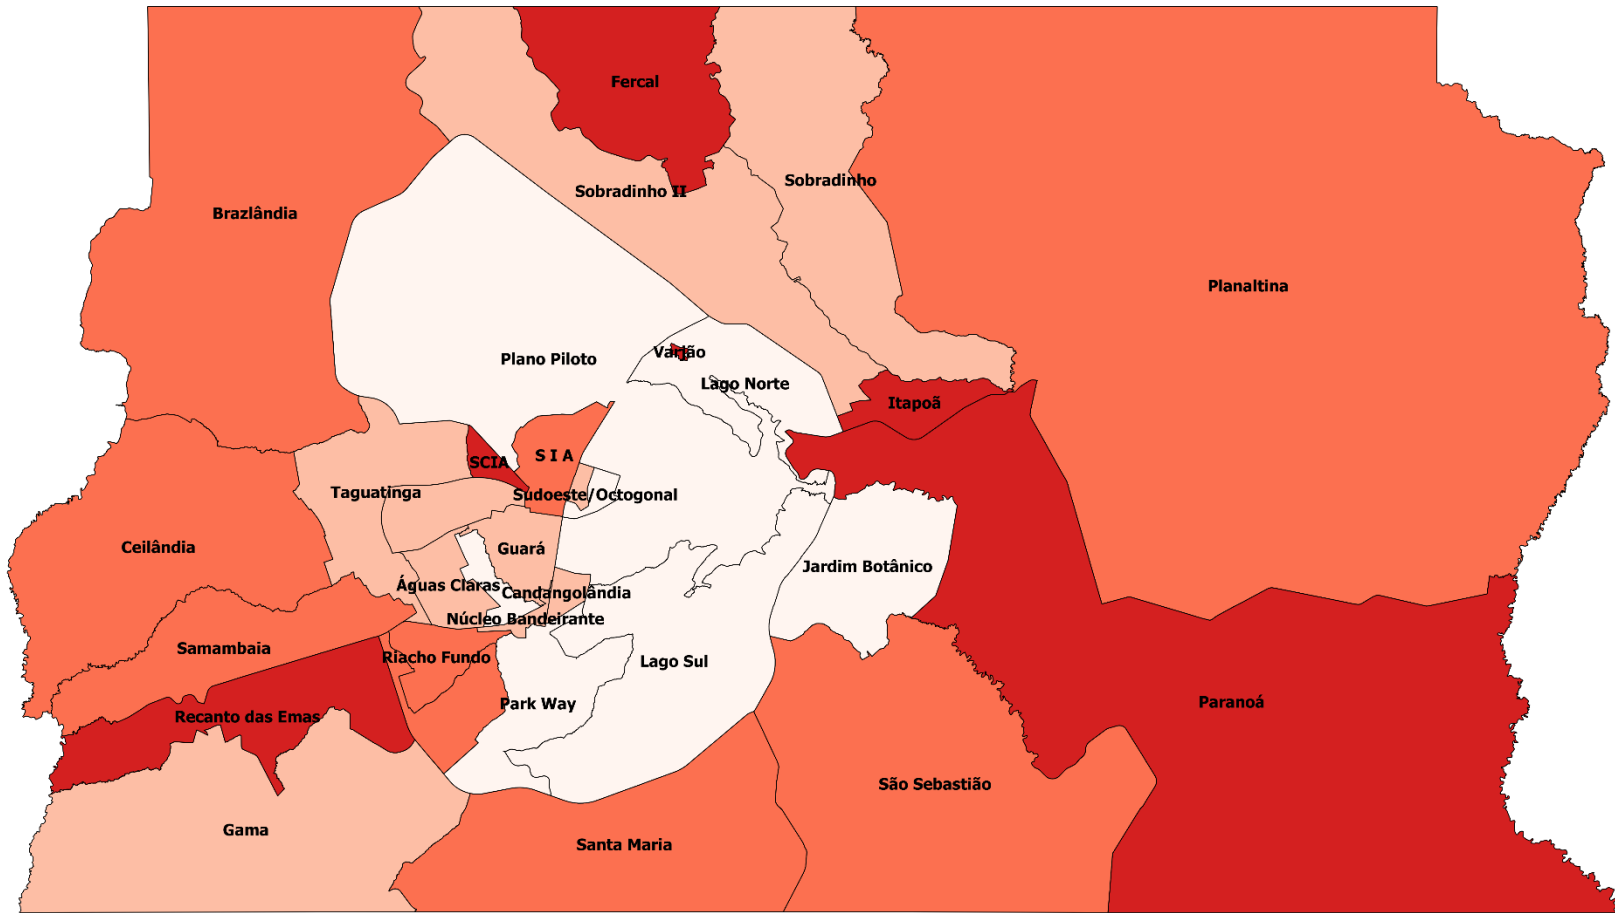 Fercal
Sobradinho
Sobradinho II
Brazlândia
Planaltina
Varjão
Plano Piloto
Lago Norte
Itapoã
S I A
SCIA
Taguatinga
Sudoeste/Octogonal
Ceilândia
Guará
Jardim Botânico
Águas Claras
Candangolândia
Núcleo Bandeirante
Samambaia
Riacho Fundo
Lago Sul
Park Way
Paranoá
Recanto das Emas
São Sebastião
Gama
Santa Maria